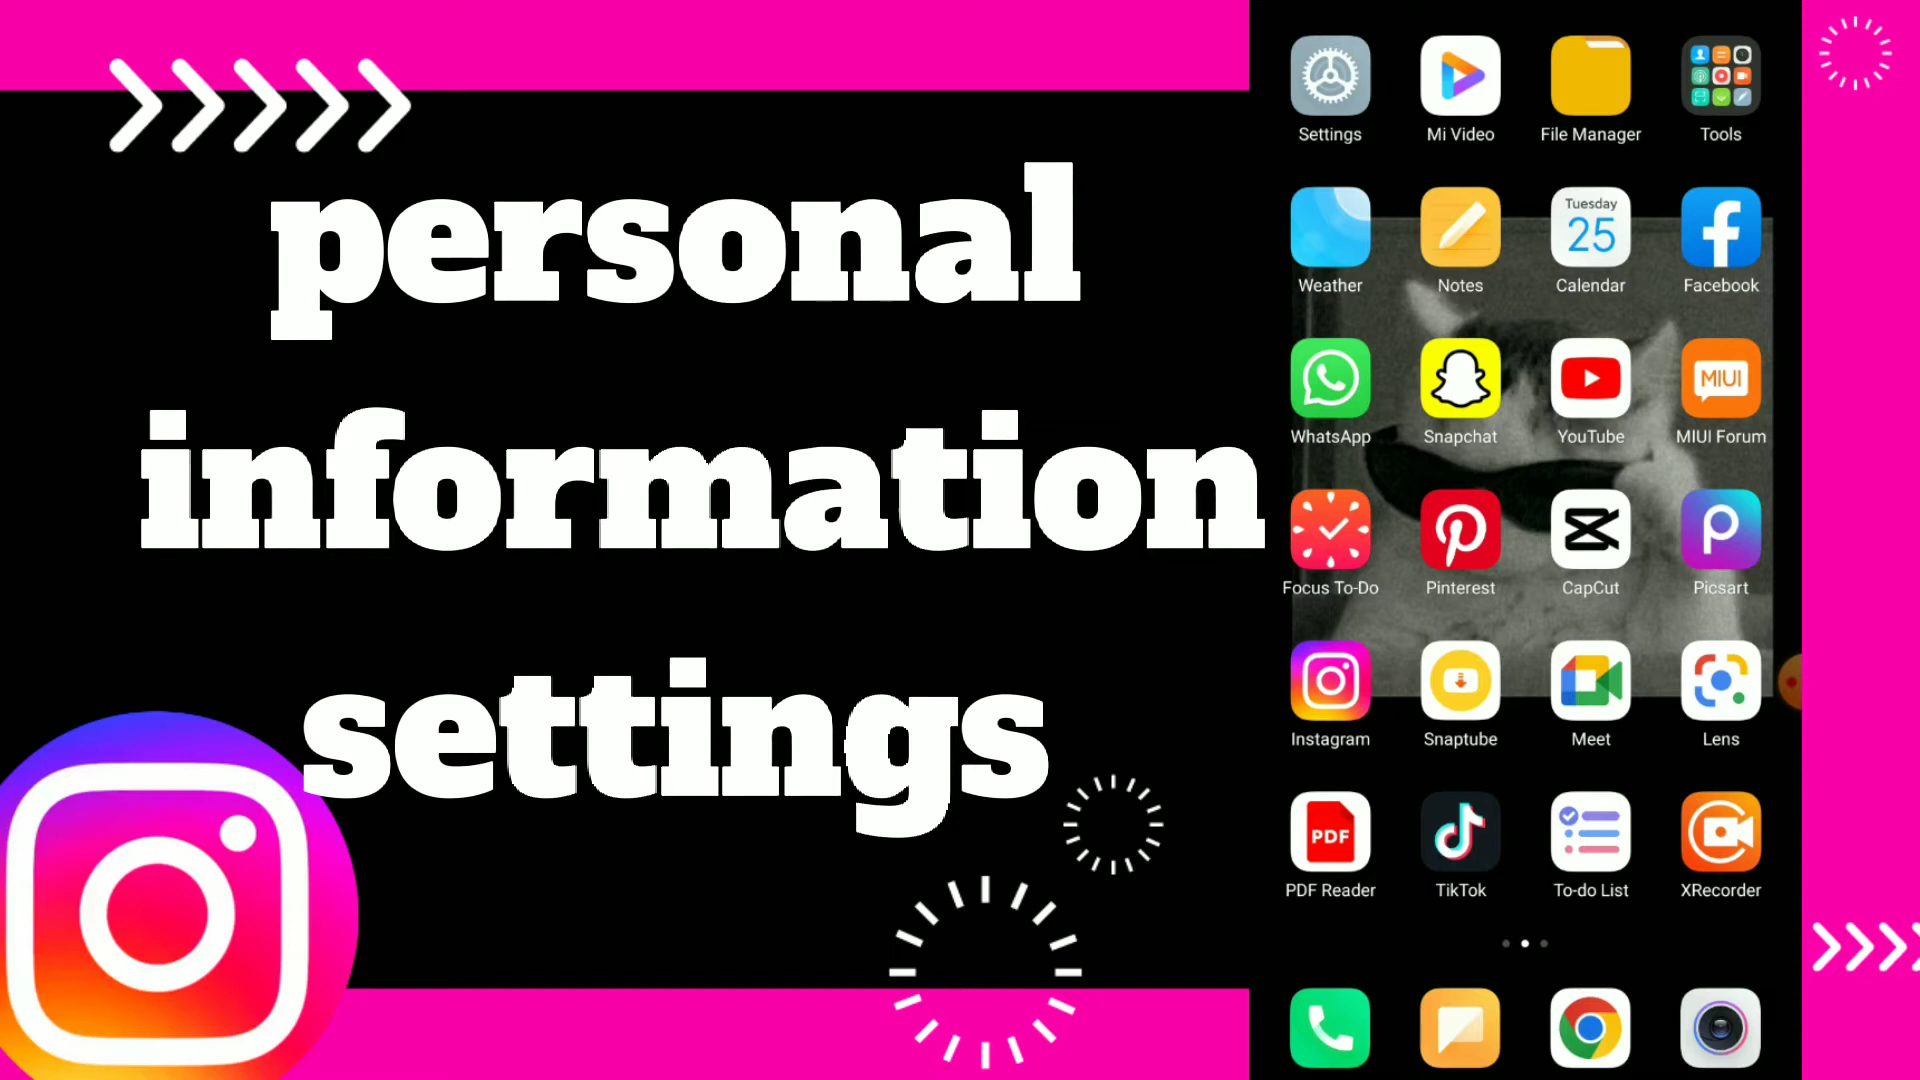 personal
information
settings
Settings
Mi Video
File Manager
Tools
Tuesday
25
Weather
Notes
Calendar
Facebook
MIUI
WhatsApp
Snapchat
YouTube
MIUI Forum
Focus To-Do
Pinterest
CapCut
Picsart
Instagram
Snaptube
Meet
Lens
PDF
PDF Reader
TikTok
To-do List
XRecorder